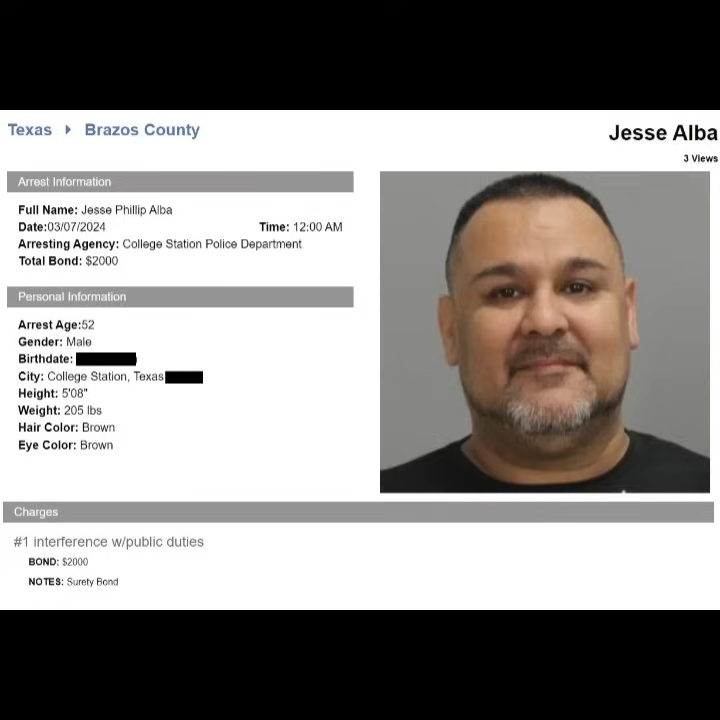 Texas ▸ Brazos County
Jesse Alba
3 Views
Arrest Information
Full Name: Jesse Phillip Alba
Date:03/07/2024 Time: 12:00 AM
Arresting Agency: College Station Police Department
Total Bond: $2000
Personal Information
Arrest Age:52
Gender: Male
Birthdate:
City: College Station, Texas
Height: 5'08"
Weight: 205 lbs
Hair Color: Brown
Eye Color: Brown
Charges
#1 interference w/public duties
BOND: $2000
NOTES: Surety Bond